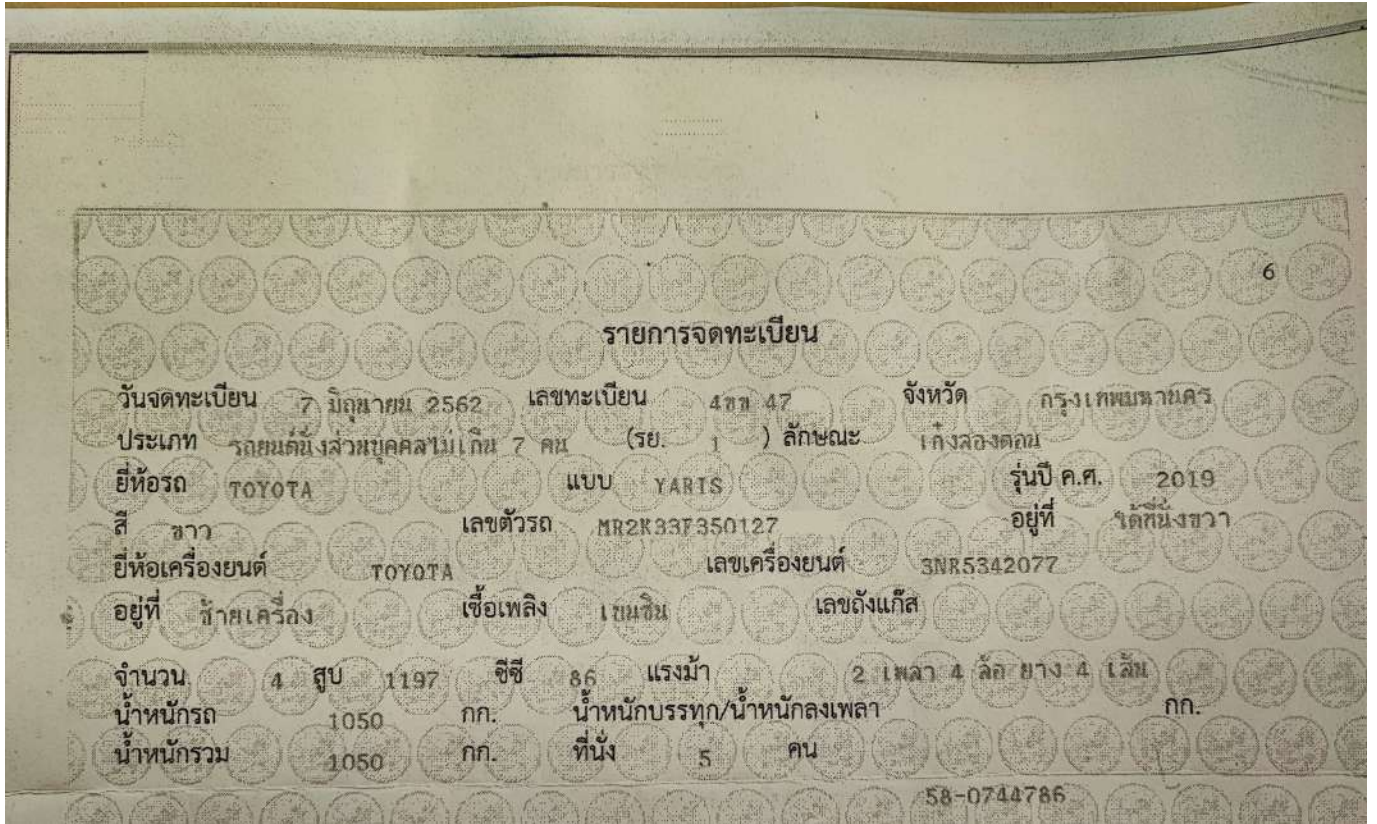 6
รายการจดทะเบียน
วันจดทะเบียน 7 มิถุนายน 2562 เลขทะเบียน 4ขข 47 จังหวัด กรุงเทพมหานคร
ประเภท รถยนต์นั่งส่วนบุคคลไม่เกิน 7 คน (รย. 1 ) ลักษณะ เก๋งสองตอน
ยี่ห้อรถ TOYOTA แบบ YARIS รุ่นปี ค.ศ. 2019
สี ขาว เลขตัวรถ MR2K33F350127 อยู่ที่ ใต้ที่นั่งขวา
ยี่ห้อเครื่องยนต์ TOYOTA เลขเครื่องยนต์ 3NR5342077
อยู่ที่ ซ้ายเครื่อง เชื้อเพลิง เบนซิน เลขถังแก๊ส
จำนวน 4 สูบ 1197 ซีซี 86 แรงม้า 2 เพลา 4 ล้อ ยาง 4 เส้น
น้ำหนักรถ 1050 กก. น้ำหนักบรรทุก/น้ำหนักลงเพลา กก.
น้ำหนักรวม 1050 กก. ที่นั่ง 5 คน
58-0744786